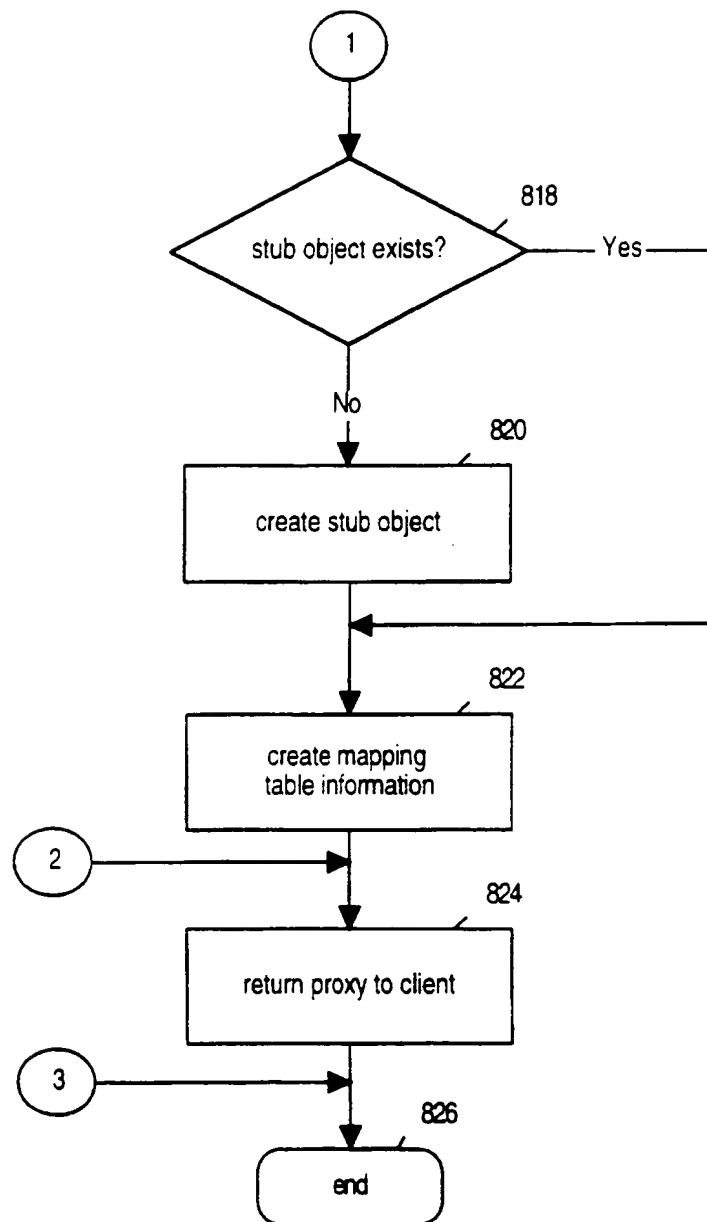 1
818
stub object exists?
Yes
No
820
create stub object
822
create mapping
table information
2
824
return proxy to client
3
826
end